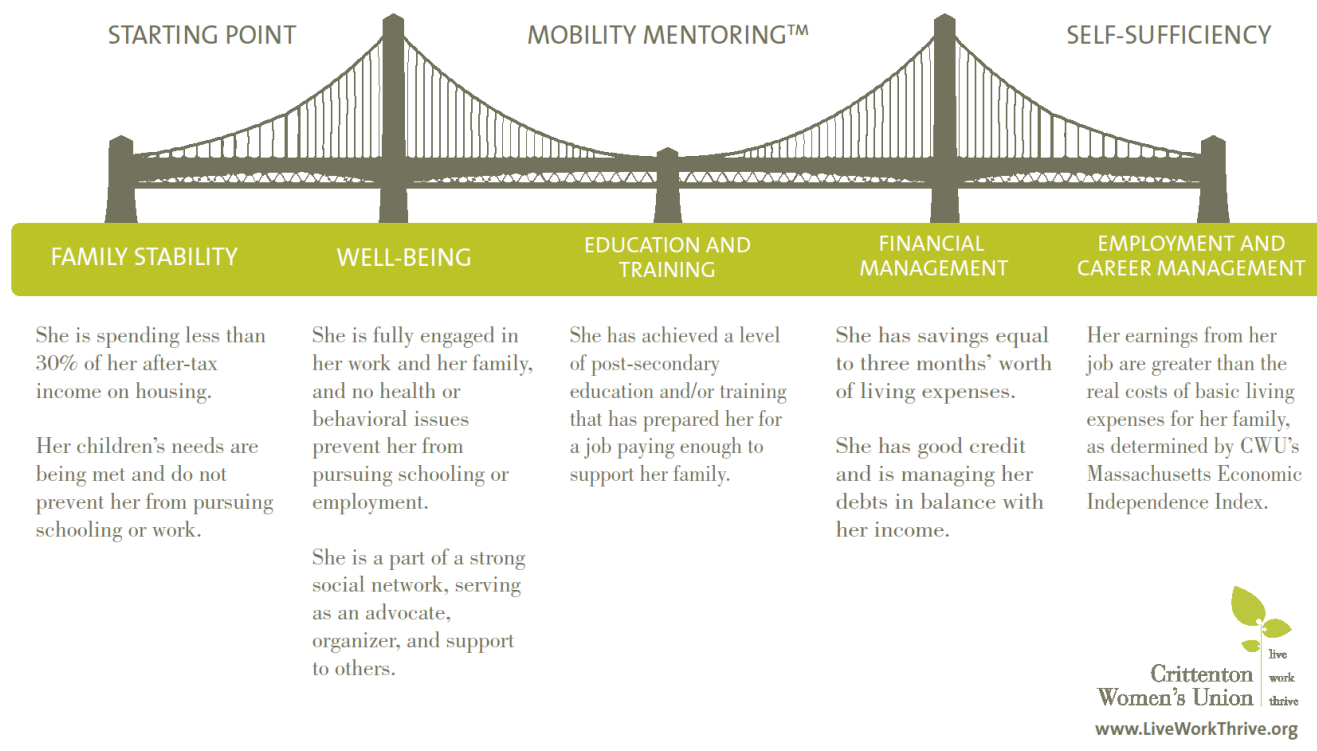 STARTING POINT
MOBILITY MENTORING™
SELF-SUFFICIENCY
FAMILY STABILITY
She is spending less than
30% of her after-tax
income on housing.
Her children’s needs are
being met and do not
prevent her from pursuing
schooling or work.
WELL-BEING
She is fully engaged in
her work and her family,
and no health or
behavioral issues
prevent her from
pursuing schooling or
employment.
She is a part of a strong
social network, serving
as an advocate,
organizer, and support
to others.
EDUCATION AND
TRAINING
She has achieved a level
of post-secondary
education and/or training
that has prepared her for
a job paying enough to
support her family.
FINANCIAL
MANAGEMENT
She has savings equal
to three months’ worth
of living expenses.
She has good credit
and is managing her
debts in balance with
her income.
EMPLOYMENT AND
CAREER MANAGEMENT
Her earnings from her
job are greater than the
real costs of basic living
expenses for her family,
as determined by CWU’s
Massachusetts Economic
Independence Index.
Crittenton
Women’s Union
live
work
thrive
www.LiveWorkThrive.org